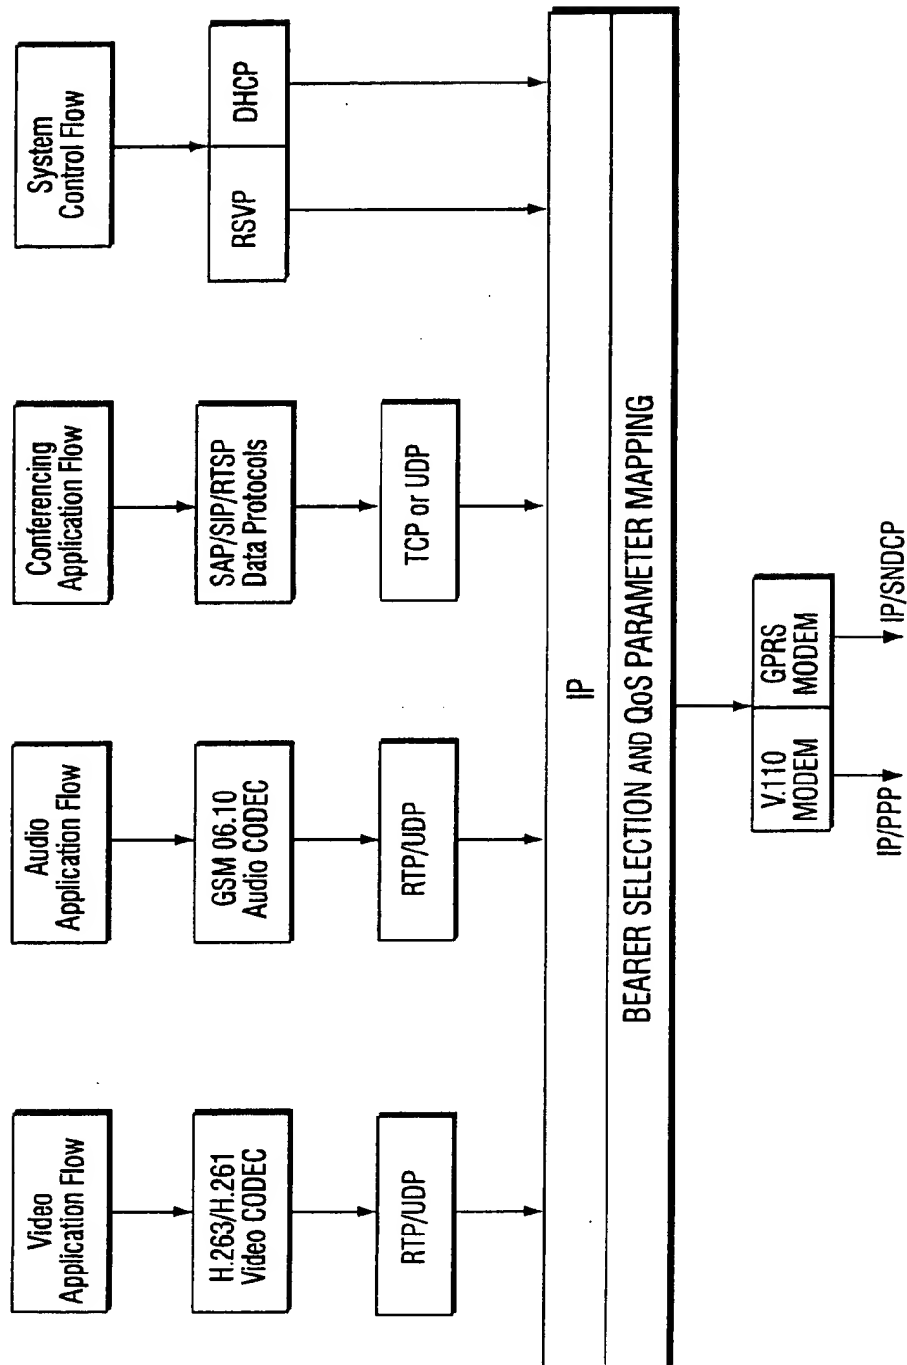 Video
Application Flow
H.263/H.261
Video CODEC
RTP/UDP
Audio
Application Flow
GSM 06.10
Audio CODEC
RTP/UDP
Conferencing
Application Flow
SAP/SIP/RTSP
Data Protocols
TCP or UDP
System
Control Flow
RSVP
DHCP
IP
BEARER SELECTION AND QoS PARAMETER MAPPING
V.110
MODEM
GPRS
MODEM
IP/PPP
IP/SNDCP